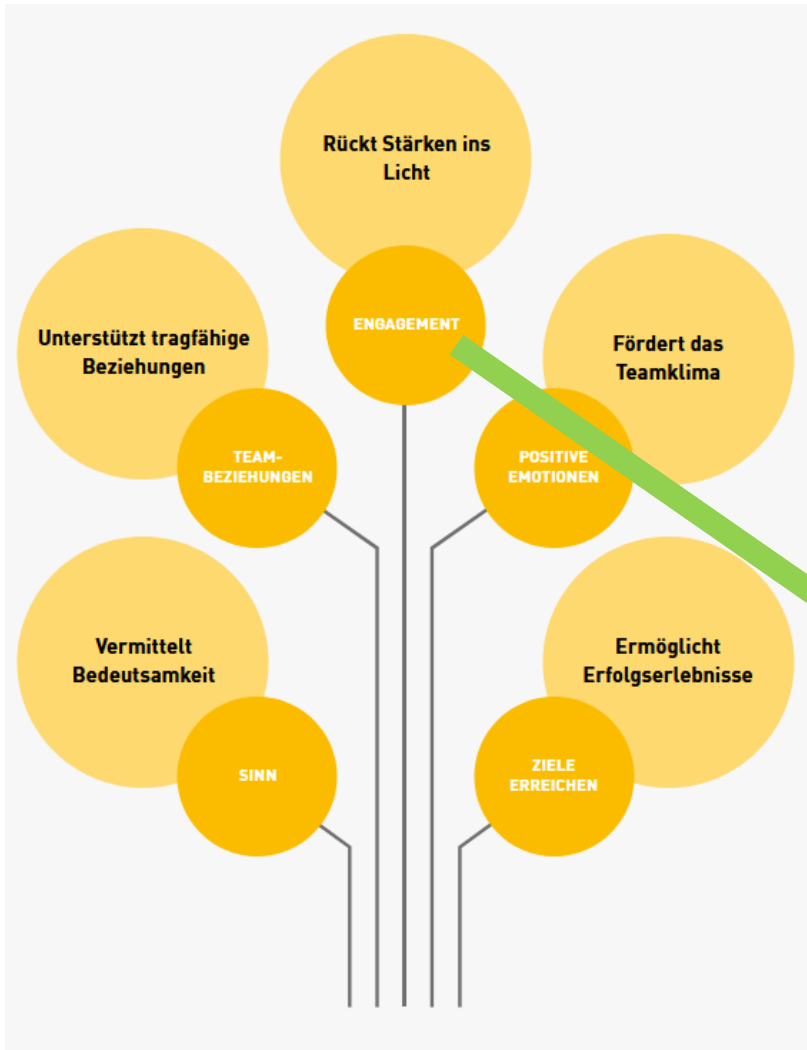 Rückt Stärken ins
Licht
ENGAGEMENT
Unterstützt tragfähige
Beziehungen
TEAM-
BEZIEHUNGEN
Fördert das
Teamklima
POSITIVE
EMOTIONEN
Vermittelt
Bedeutsamkeit
SINN
Ermöglicht
Erfolgserlebnisse
ZIELE
ERREICHEN